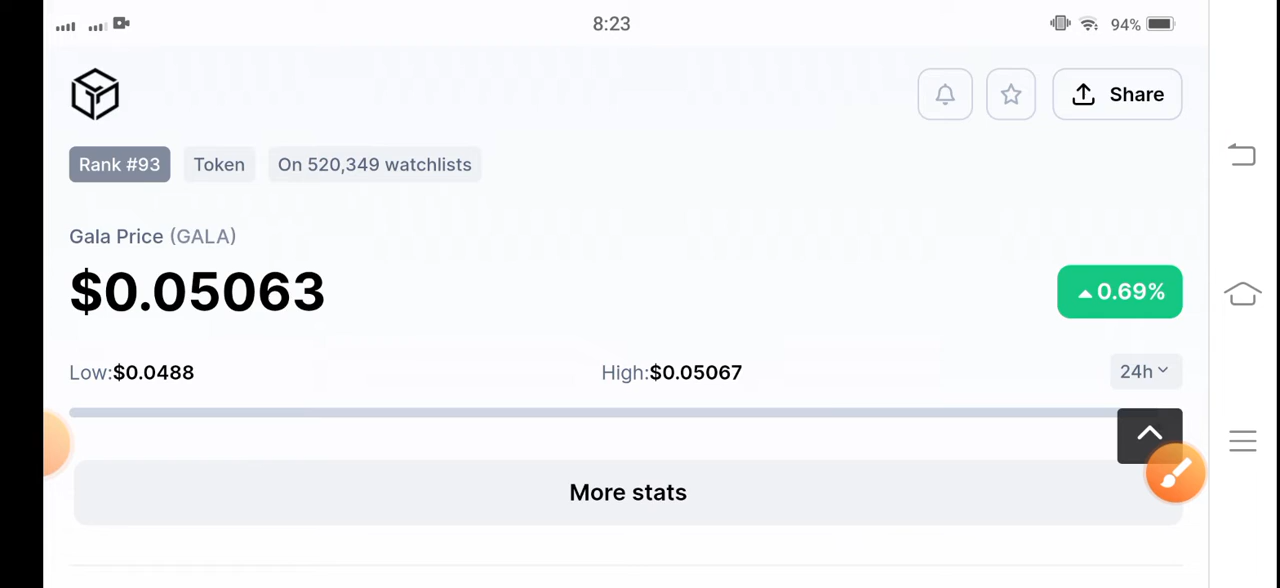 8:23
94%
Share
Rank #93 Token On 520,349 watchlists
Gala Price (GALA)
$0.05063
0.69%
Low:$0.0488 High:$0.05067 24h
More stats